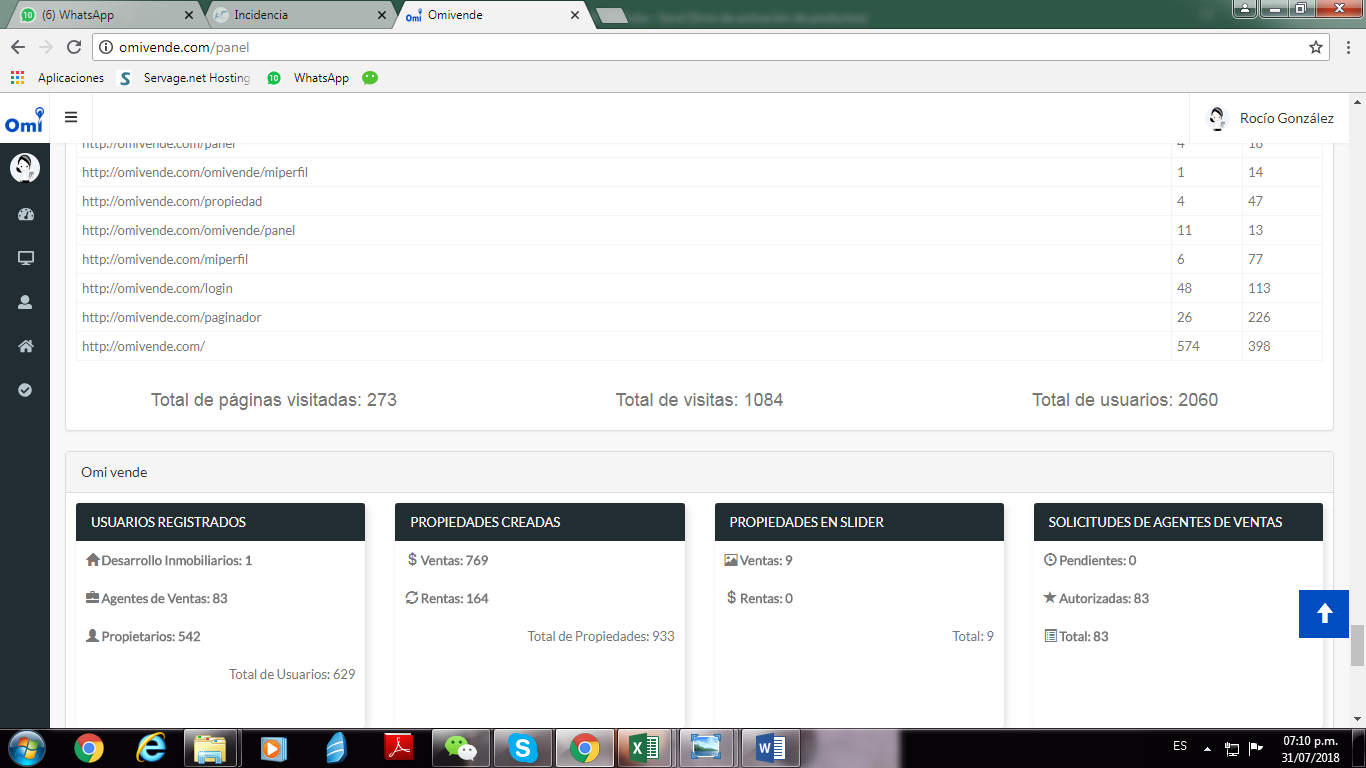 (6) WhatsApp
Incidencia
Omivende
omivende.com/panel
Aplicaciones
Servage.net Hosting
WhatsApp
Omi
Rocío González
http://omivende.com/panel 4 16
http://omivende.com/omivende/miperfil 1 14
http://omivende.com/propiedad 4 47
http://omivende.com/omivende/panel 11 13
http://omivende.com/miperfil 6 77
http://omivende.com/login 48 113
http://omivende.com/paginador 26 226
http://omivende.com/ 574 398
Total de páginas visitadas: 273 Total de visitas: 1084 Total de usuarios: 2060
Omi vende
USUARIOS REGISTRADOS
Desarrollo Inmobiliarios: 1
Agentes de Ventas: 83
Propietarios: 542
Total de Usuarios: 629
PROPIEDADES CREADAS
Ventas: 769
Rentas: 164
Total de Propiedades: 933
PROPIEDADES EN SLIDER
Ventas: 9
Rentas: 0
Total: 9
SOLICITUDES DE AGENTES DE VENTAS
Pendientes: 0
Autorizadas: 83
Total: 83
ES
07:10 p.m.
31/07/2018